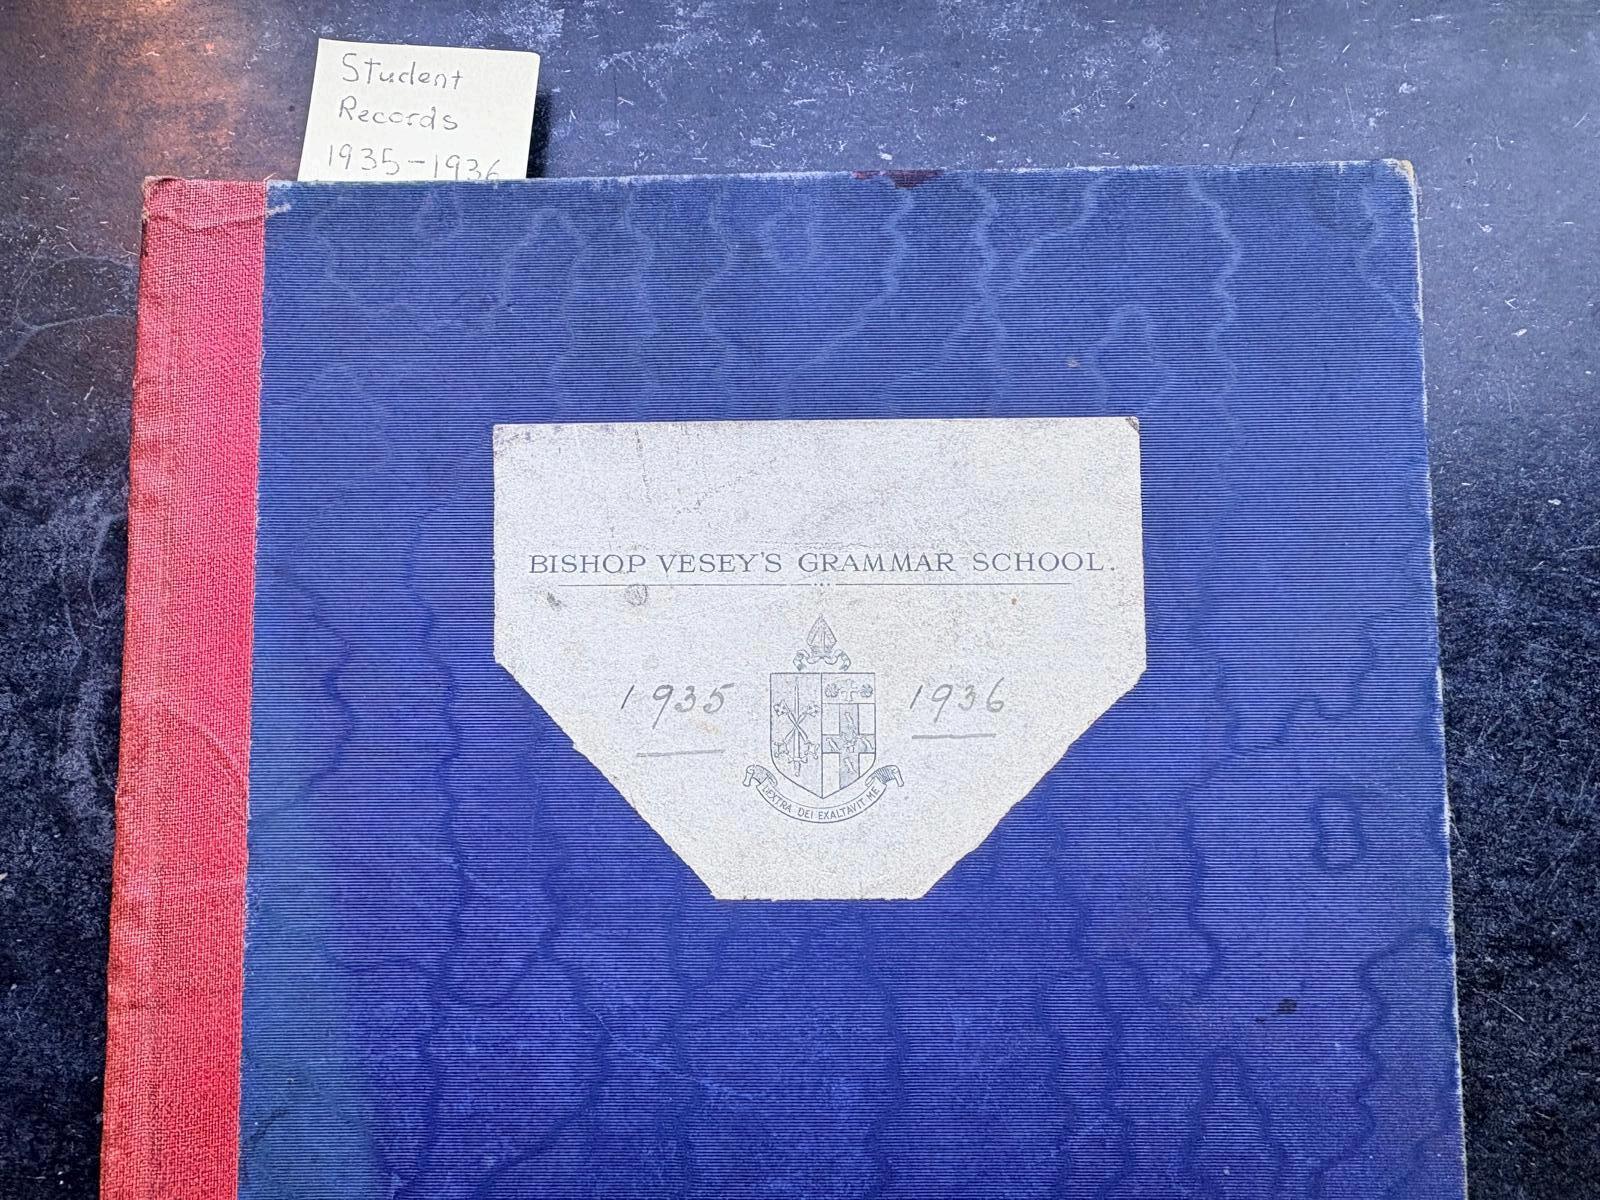 Student
Records
1935-1936
BISHOP VESEY'S GRAMMAR SCHOOL.
1935 1936
DEXTRA DEI EXALTAVIT ME